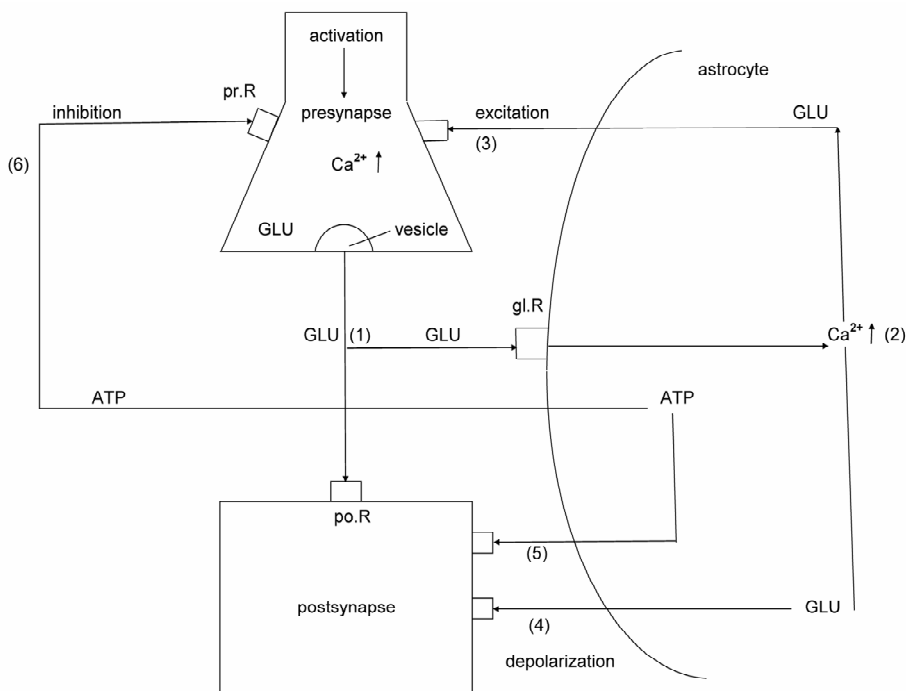 activation
astrocyte
pr.R
inhibition
presynapse
excitation
GLU
(3)
(6)
Ca²⁺ ↑
GLU
vesicle
gl.R
GLU (1)
GLU
Ca²⁺ ↑ (2)
ATP
ATP
po.R
(5)
postsynapse
GLU
(4)
depolarization